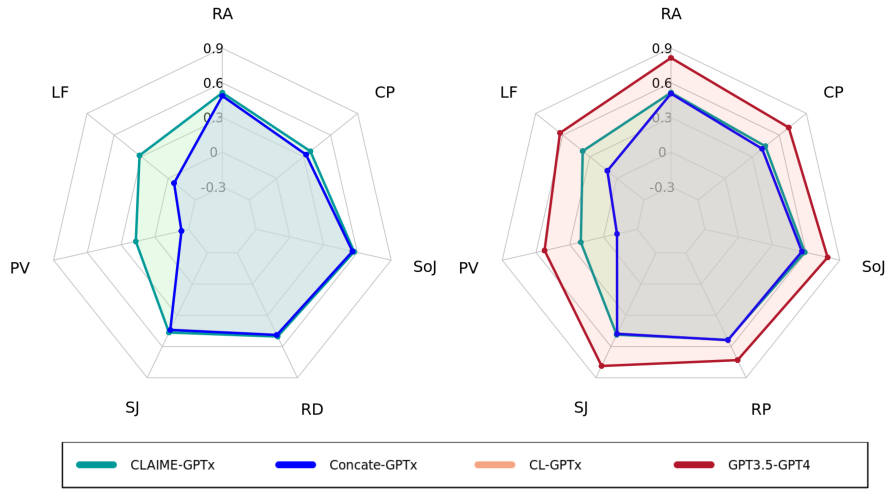 RA
0.9
LF
0.6
CP
0.3
0
-0.3
PV
SoJ
SJ
RD
RA
0.9
LF
0.6
CP
0.3
0
-0.3
PV
SoJ
SJ
RP
CLAIME-GPTx Concate-GPTx CL-GPTx GPT3.5-GPT4